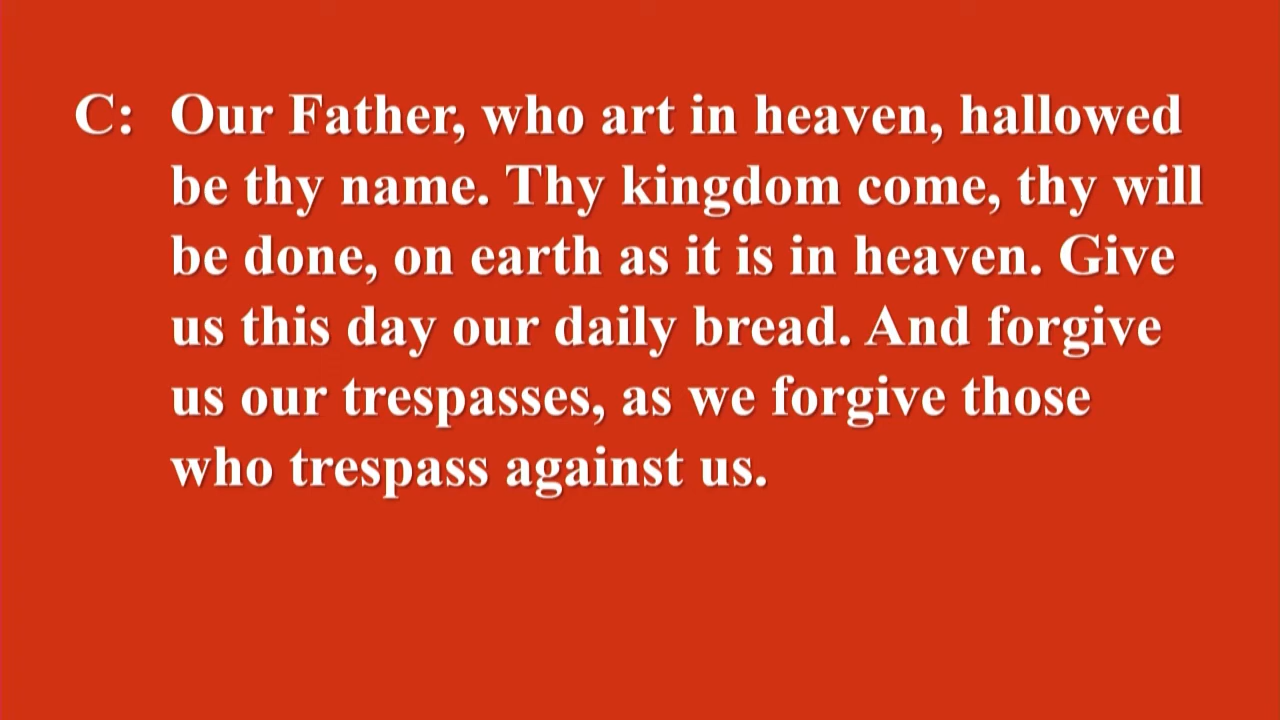 C: Our Father, who art in heaven, hallowed
be thy name. Thy kingdom come, thy will
be done, on earth as it is in heaven. Give
us this day our daily bread. And forgive
us our trespasses, as we forgive those
who trespass against us.